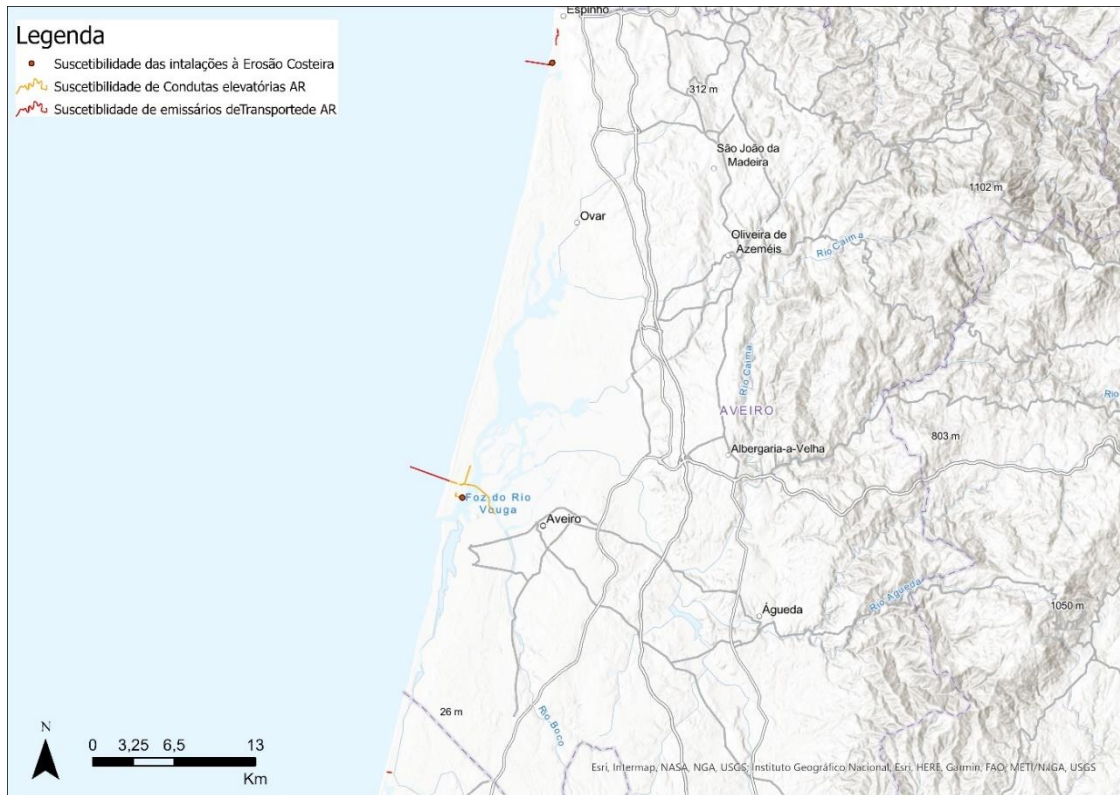 Espinho
Legenda
Suscetibilidade das intalações à Erosão Costeira
Suscetibilidade de Condutas elevatórias AR
Suscetiblidade de emissários deTransportede AR
312 m
São João da
Madeira
1102 m
Ovar
Oliveira de
Azeméis
Rio Caima
Rio Caima
Rio
AVEIRO
803 m
Albergaria-a-Velha
Foz do Rio
Vouga
Aveiro
Rio Agueda
1050 m
Águeda
26 m
Rio Boco
N
0 3,25 6,5 13
Km
Esri, Intermap, NASA, NGA, USGS; Instituto Geográfico Nacional, Esri, HERE, Garmin, FAO, METI/NASA, USGS